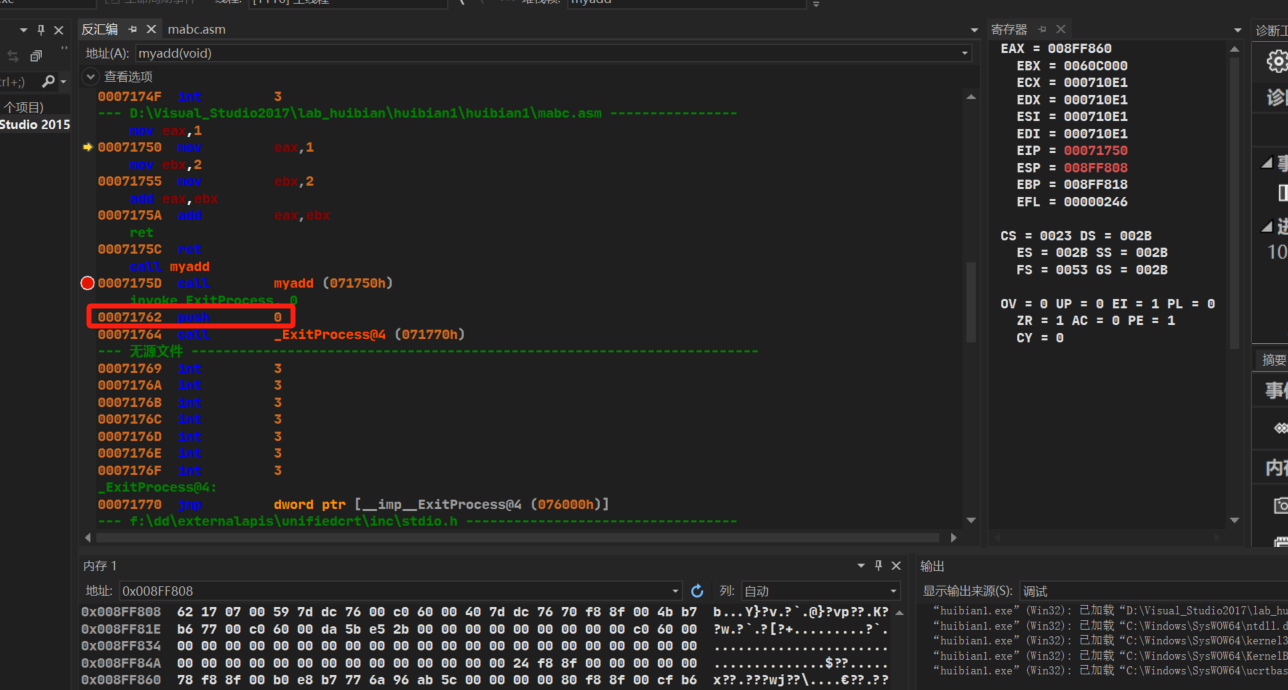 反汇编 mabc.asm
地址(A): myadd(void)
查看选项
trl+;)
个项目)
Studio 2015
0007174F int 3
--- D:\Visual_Studio2017\lab_huibian\huibian1\huibian1\mabc.asm ----------------
mov eax,1
00071750 mov eax,1
mov ebx,2
00071755 mov ebx,2
add eax,ebx
0007175A add eax,ebx
ret
0007175C ret
call myadd
0007175D call myadd (071750h)
invoke ExitProcess, 0
00071762 push 0
00071764 call _ExitProcess@4 (071770h)
--- 无源文件 -----------------------------------------------------------------------
00071769 int 3
0007176A int 3
0007176B int 3
0007176C int 3
0007176D int 3
0007176E int 3
0007176F int 3
_ExitProcess@4:
00071770 jmp dword ptr [__imp__ExitProcess@4 (076000h)]
--- f:\dd\externalapis\unifiedcrt\inc\stdio.h ----------------------------------
寄存器
EAX = 008FF860
EBX = 0060C000
ECX = 000710E1
EDX = 000710E1
ESI = 000710E1
EDI = 000710E1
EIP = 00071750
ESP = 008FF808
EBP = 008FF818
EFL = 00000246
CS = 0023 DS = 002B
ES = 002B SS = 002B
FS = 0053 GS = 002B
OV = 0 UP = 0 EI = 1 PL = 0
ZR = 1 AC = 0 PE = 1
CY = 0
诊断工
10
摘要
内存 1
地址: 0x008FF808 列: 自动
0x008FF808 62 17 07 00 59 7d dc 76 00 c0 60 00 40 7d dc 76 70 f8 8f 00 4b b7 b...Y}?v.?`.@}?vp??.K?
0x008FF81E b6 77 00 c0 60 00 da 5b e5 2b 00 00 00 00 00 00 00 00 00 c0 60 00 ?w.?`.?[?+.........?`.
0x008FF834 00 00 00 00 00 00 00 00 00 00 00 00 00 00 00 00 00 00 00 00 00 00 ......................
0x008FF84A 00 00 00 00 00 00 00 00 00 00 00 00 00 24 f8 8f 00 00 00 00 00 .............$??.....
0x008FF860 78 f8 8f 00 b0 e8 b7 77 6a 96 ab 5c 00 00 00 00 80 f8 8f 00 cf b6 x??.???wj??\....€??.??
输出
显示输出来源(S): 调试
“huibian1.exe” (Win32): 已加载 “D:\Visual_Studio2017\lab_hu
“huibian1.exe” (Win32): 已加载 “C:\Windows\SysWOW64\ntdll.d
“huibian1.exe” (Win32): 已加载 “C:\Windows\SysWOW64\kernel3
“huibian1.exe” (Win32): 已加载 “C:\Windows\SysWOW64\KernelB
“huibian1.exe” (Win32): 已加载 “C:\Windows\SysWOW64\ucrtbas